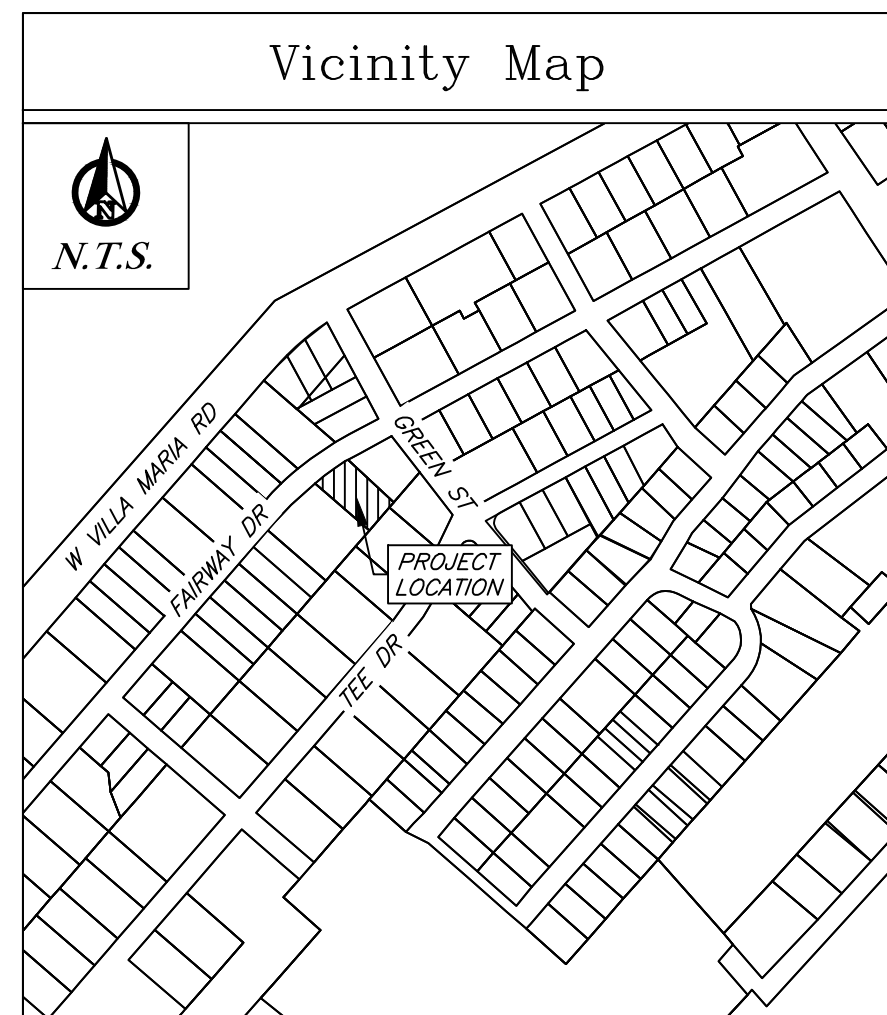 Vicinity Map
N
N.T.S.
W VILLA MARIA RD
GREEN ST
FAIRWAY DR
PROJECT
LOCATION
TEE DR